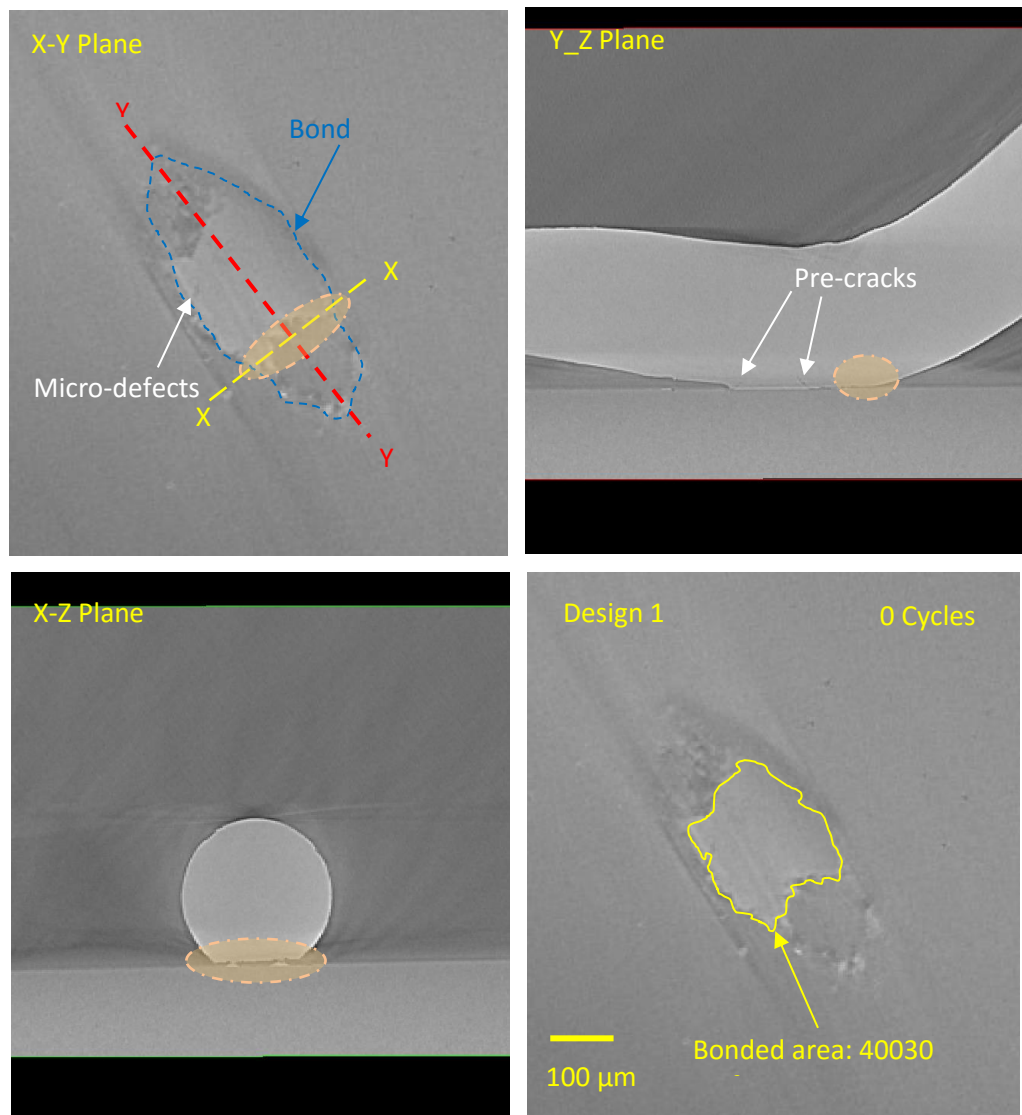 X-Y Plane
Y
Bond
X
Micro-defects
X
Y
Y_Z Plane
Pre-cracks
X-Z Plane
Design 1
0 Cycles
Bonded area: 40030
100 µm